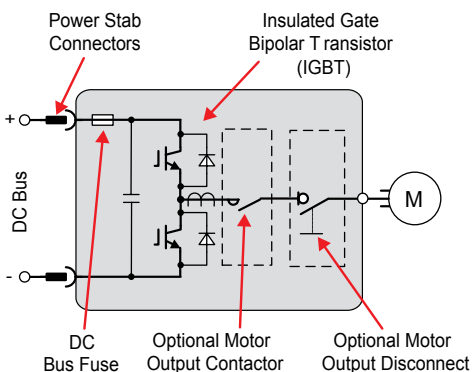 Power Stab
Connectors
Insulated Gate
Bipolar T ransistor
(IGBT)
+
DC Bus
-
M
DC
Bus Fuse
Optional Motor
Output Contactor
Optional Motor
Output Disconnect